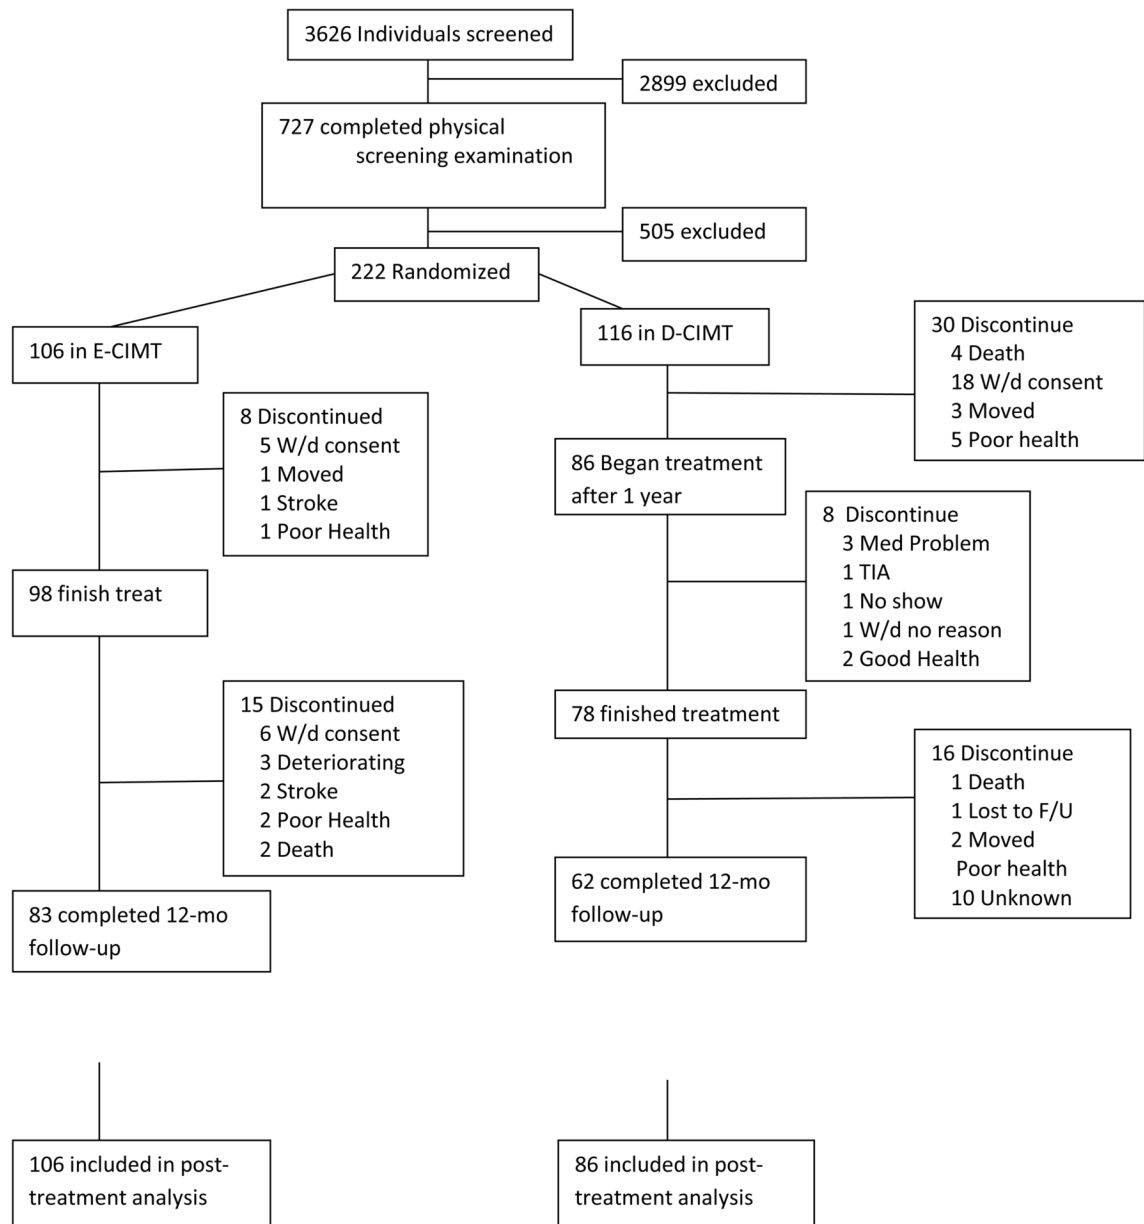 3626 Individuals screened
2899 excluded
727 completed physical
screening examination
505 excluded
222 Randomized
106 in E-CIMT
116 in D-CIMT
30 Discontinue
4 Death
18 W/d consent
3 Moved
5 Poor health
8 Discontinued
5 W/d consent
1 Moved
1 Stroke
1 Poor Health
86 Began treatment
after 1 year
8 Discontinue
3 Med Problem
1 TIA
1 No show
1 W/d no reason
2 Good Health
98 finish treat
15 Discontinued
6 W/d consent
3 Deteriorating
2 Stroke
2 Poor Health
2 Death
78 finished treatment
16 Discontinue
1 Death
1 Lost to F/U
2 Moved
Poor health
10 Unknown
83 completed 12-mo
follow-up
62 completed 12-mo
follow-up
106 included in post-
treatment analysis
86 included in post-
treatment analysis